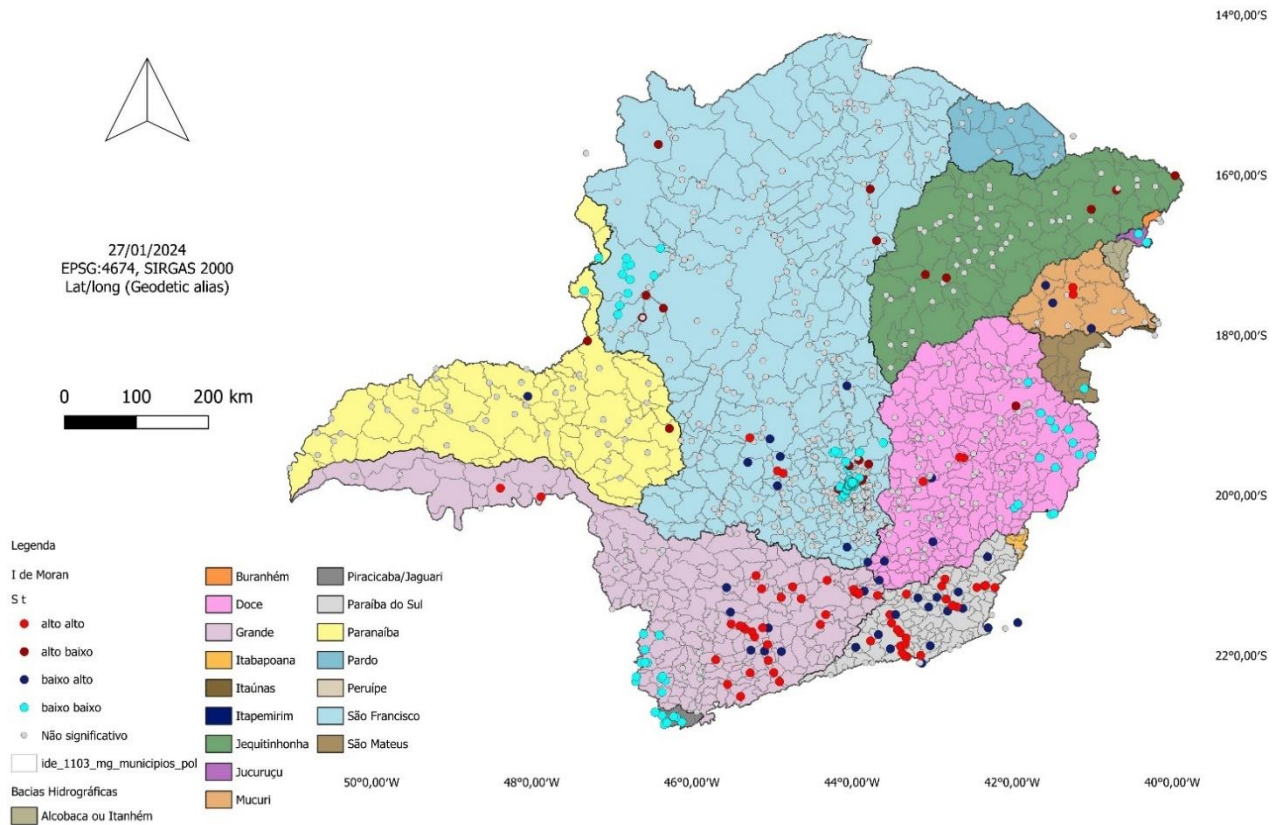 14°0,00'S
16°0,00'S
18°0,00'S
20°0,00'S
22°0,00'S
27/01/2024
EPSG:4674, SIRGAS 2000
Lat/long (Geodetic alias)
0 100 200 km
50°0,00'W 48°0,00'W 46°0,00'W 44°0,00'W 42°0,00'W 40°0,00'W
Legenda
I de Moran
S t
alto alto
alto baixo
baixo alto
baixo baixo
Não significativo
ide_1103_mg_municipios_pol
Bacias Hidrográficas
Alcobaca ou Itanhém
Buranhém
Doce
Grande
Itabapoana
Itaúnas
Itapemirim
Jequitinhonha
Jucuruçu
Mucuri
Piracicaba/Jaguari
Paraíba do Sul
Paranaíba
Pardo
Peruípe
São Francisco
São Mateus